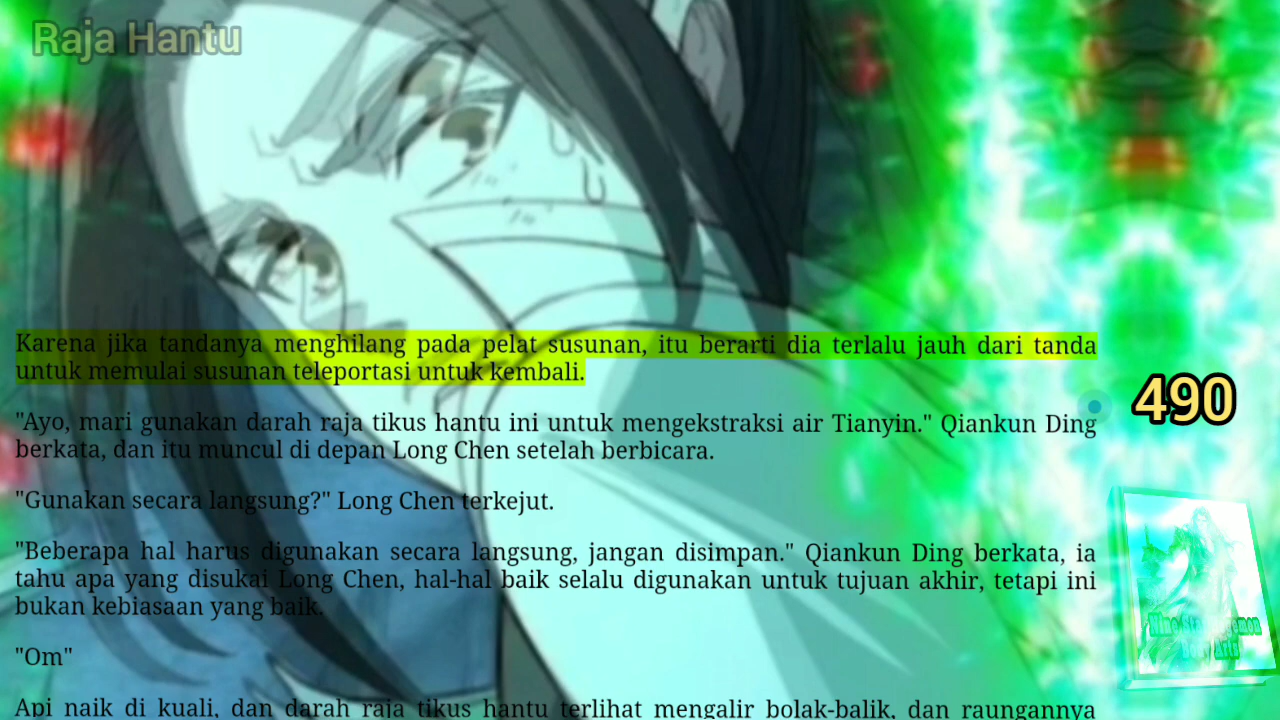 Raja Hantu
Karena jika tandanya menghilang pada pelat susunan, itu berarti dia terlalu jauh dari tanda
untuk memulai susunan teleportasi untuk kembali.
"Ayo, mari gunakan darah raja tikus hantu ini untuk mengekstraksi air Tianyin." Qiankun Ding
berkata, dan itu muncul di depan Long Chen setelah berbicara.
490
"Gunakan secara langsung?" Long Chen terkejut.
"Beberapa hal harus digunakan secara langsung, jangan disimpan." Qiankun Ding berkata, ia
tahu apa yang disukai Long Chen, hal-hal baik selalu digunakan untuk tujuan akhir, tetapi ini
bukan kebiasaan yang baik.
"Om"
Api naik di kuali, dan darah raja tikus hantu terlihat mengalir bolak-balik, dan raungannya